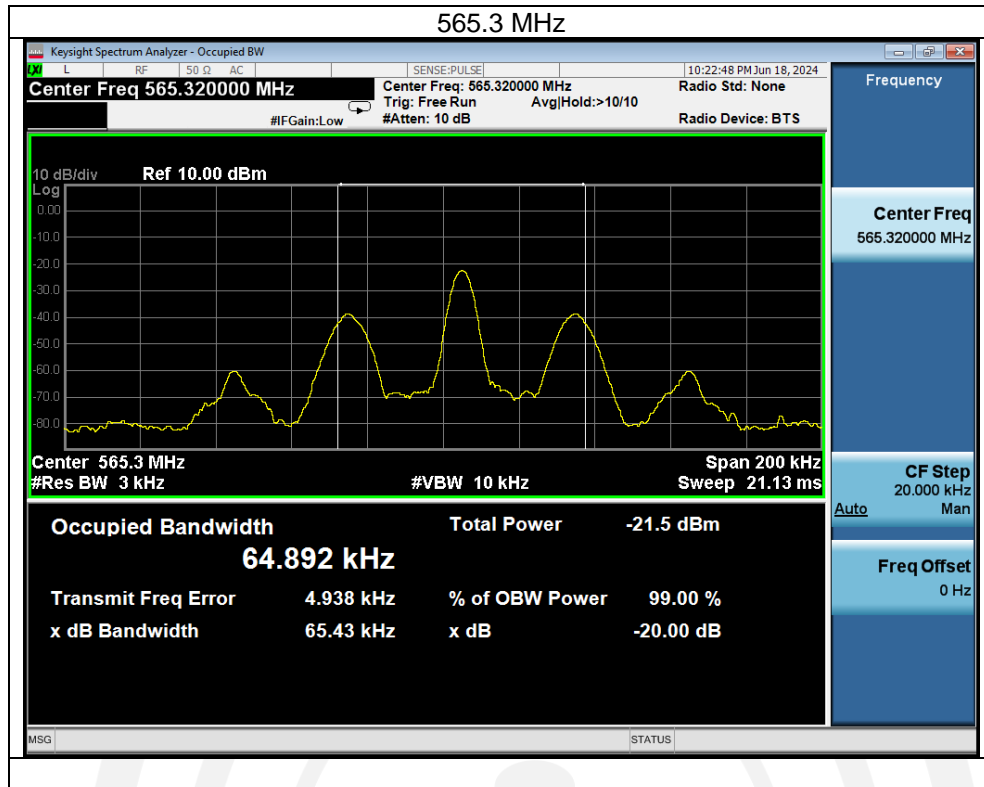 565.3 MHz
Keysight Spectrum Analyzer - Occupied BW
LXI L RF 50 Ω AC SENSE:PULSE 10:22:48 PM Jun 18, 2024
Center Freq 565.320000 MHz Center Freq: 565.320000 MHz Radio Std: None
Trig: Free Run Avg|Hold:>10/10
#IFGain:Low #Atten: 10 dB Radio Device: BTS
Frequency
10 dB/div Ref 10.00 dBm
Log
0.00
-10.0
-20.0
-30.0
-40.0
-50.0
-60.0
-70.0
-80.0
Center 565.3 MHz Span 200 kHz
#Res BW 3 kHz #VBW 10 kHz Sweep 21.13 ms
Center Freq
565.320000 MHz
CF Step
20.000 kHz
Auto Man
Freq Offset
0 Hz
Occupied Bandwidth Total Power -21.5 dBm
64.892 kHz
Transmit Freq Error 4.938 kHz % of OBW Power 99.00 %
x dB Bandwidth 65.43 kHz x dB -20.00 dB
MSG STATUS